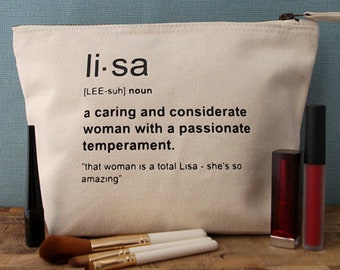 li·sa
[LEE-suh] noun
a caring and considerate
woman with a passionate
temperament.
"that woman is a total Lisa - she's so
amazing"